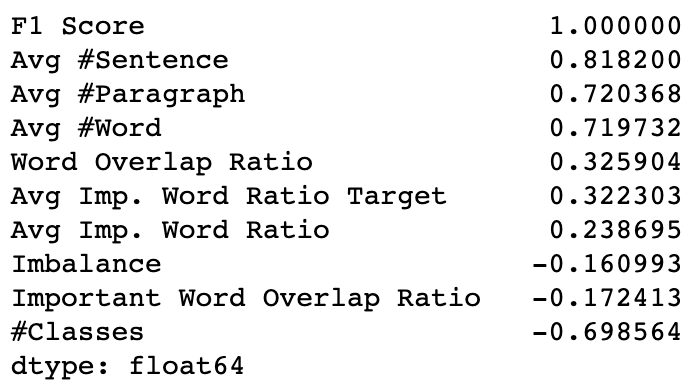 F1 Score 1.000000
Avg #Sentence 0.818200
Avg #Paragraph 0.720368
Avg #Word 0.719732
Word Overlap Ratio 0.325904
Avg Imp. Word Ratio Target 0.322303
Avg Imp. Word Ratio 0.238695
Imbalance -0.160993
Important Word Overlap Ratio -0.172413
#Classes -0.698564
dtype: float64